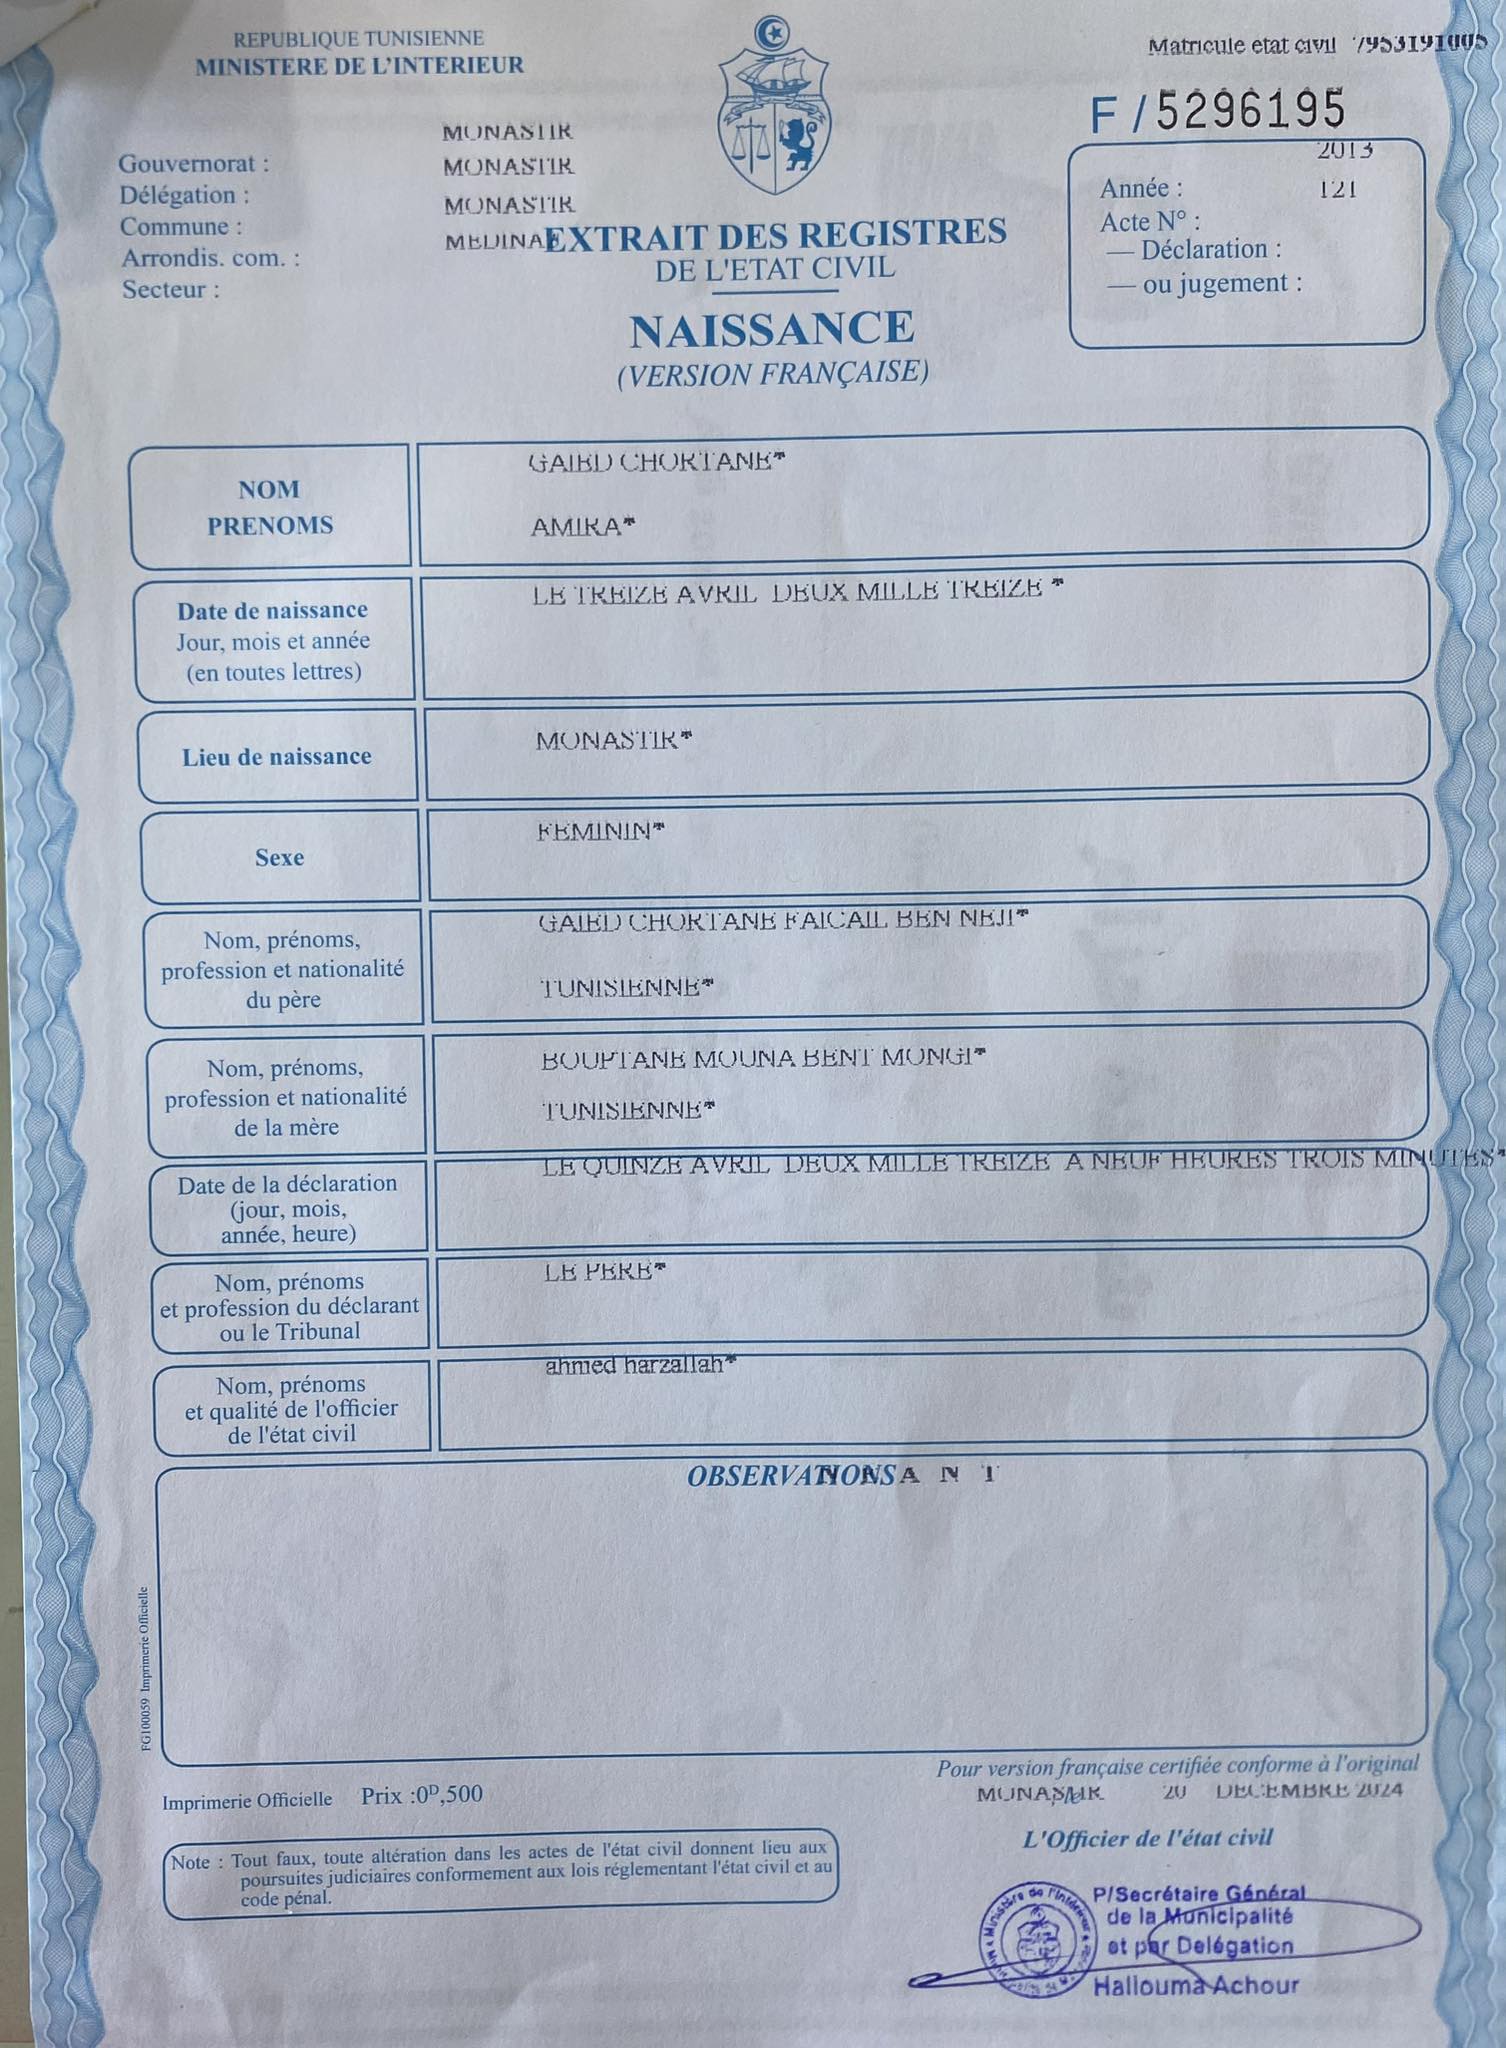 REPUBLIQUE TUNISIENNE
MINISTERE DE L'INTERIEUR
Matricule etat civil 7953191005
F / 5296195
MONASTIR
Gouvernorat : MONASTIR
Délégation : MONASTIR
Commune : MEDINA
Arrondis. com. :
Secteur :
2013
Année : 121
Acte N° :
— Déclaration :
— ou jugement :
EXTRAIT DES REGISTRES
DE L'ETAT CIVIL
NAISSANCE
(VERSION FRANÇAISE)
NOM
PRENOMS
GAIED CHORTANE*
AMIRA*
Date de naissance
Jour, mois et année
(en toutes lettres)
LE TREIZE AVRIL DEUX MILLE TREIZE *
Lieu de naissance
MONASTIR*
Sexe
FEMININ*
Nom, prénoms,
profession et nationalité
du père
GAIED CHORTANE FAICAIL BEN NEJI*
TUNISIENNE*
Nom, prénoms,
profession et nationalité
de la mère
MOUNA BENT MONGI*
TUNISIENNE*
Date de la déclaration
(jour, mois,
année, heure)
LE QUINZE AVRIL DEUX MILLE TREIZE A NEUF HEURES TROIS MINUTES*
Nom, prénoms
et profession du déclarant
ou le Tribunal
LE PERE*
Nom, prénoms
et qualité de l'officier
de l'état civil
ahmed harzallah*
OBSERVATIONS N E A N T
FG100059 Imprimerie Officielle
Pour version française certifiée conforme à l'original
MONASTIR le 20 DECEMBRE 2024
L'Officier de l'état civil
Imprimerie Officielle Prix :0D,500
Note : Tout faux, toute altération dans les actes de l'état civil donnent lieu aux
poursuites judiciaires conformement aux lois réglementant l'état civil et au
code pénal.
Ministère de l'Intérieur
P/Secrétaire Général
de la Municipalité
et par Delégation
Hallouma Achour